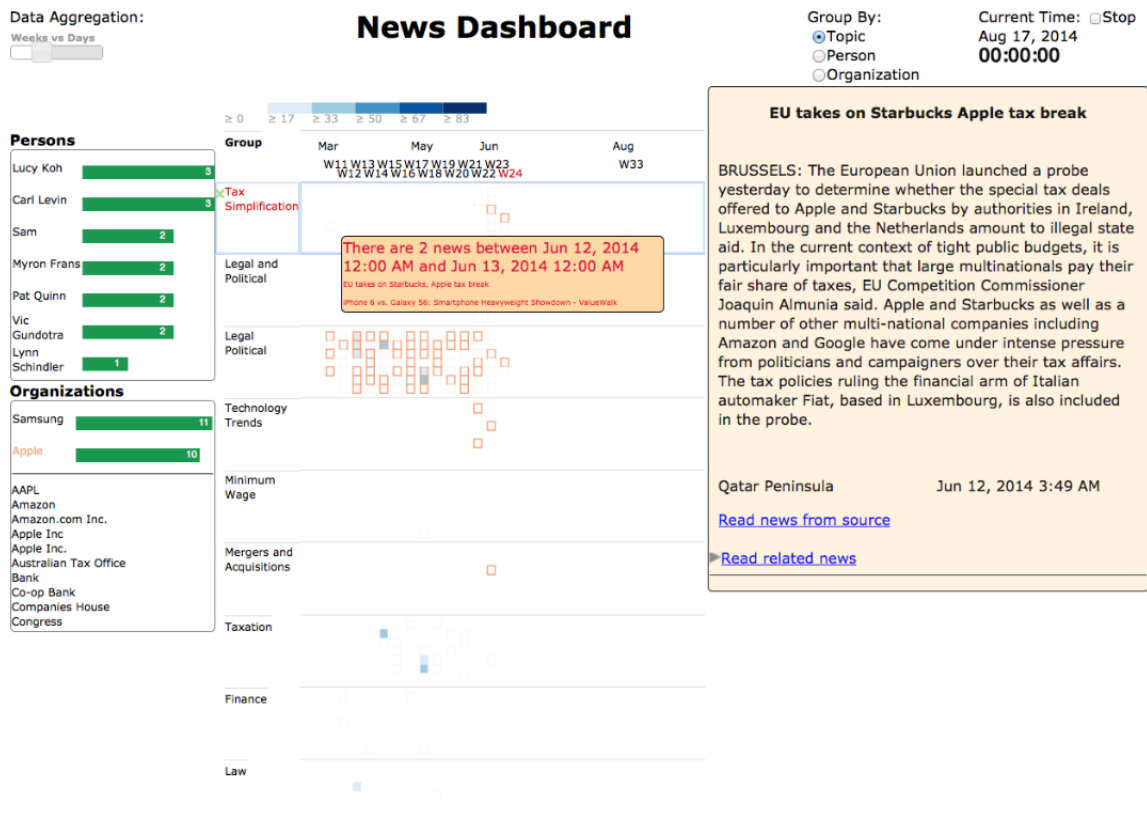 Data Aggregation:
Weeks vs Days
News Dashboard
Group By:
Topic
Person
Organization
Current Time: Stop
Aug 17, 2014
00:00:00
≥ 0 ≥ 17 ≥ 33 ≥ 50 ≥ 67 ≥ 83
Persons
Lucy Koh 3
Carl Levin 3
Sam 2
Myron Frans 2
Pat Quinn 2
Vic
Gundotra 2
Lynn
Schindler 1
Organizations
Samsung 11
Apple 10
AAPL
Amazon
Amazon.com Inc.
Apple Inc
Apple Inc.
Australian Tax Office
Bank
Co-op Bank
Companies House
Congress
Group Mar May Jun Aug
W11 W13 W15 W17 W19 W21 W23 W33
W12 W14 W16 W18 W20 W22 W24
Tax
Simplification
There are 2 news between Jun 12, 2014
12:00 AM and Jun 13, 2014 12:00 AM
EU takes on Starbucks, Apple tax break
iPhone 6 vs. Galaxy S6: Smartphone Heavyweight Showdown - ValueWalk
Legal and
Political
Legal
Political
Technology
Trends
Minimum
Wage
Mergers and
Acquisitions
Taxation
Finance
Law
EU takes on Starbucks Apple tax break
BRUSSELS: The European Union launched a probe
yesterday to determine whether the special tax deals
offered to Apple and Starbucks by authorities in Ireland,
Luxembourg and the Netherlands amount to illegal state
aid. In the current context of tight public budgets, it is
particularly important that large multinationals pay their
fair share of taxes, EU Competition Commissioner
Joaquin Almunia said. Apple and Starbucks as well as a
number of other multi-national companies including
Amazon and Google have come under intense pressure
from politicians and campaigners over their tax affairs.
The tax policies ruling the financial arm of Italian
automaker Fiat, based in Luxembourg, is also included
in the probe.
Qatar Peninsula Jun 12, 2014 3:49 AM
Read news from source
Read related news